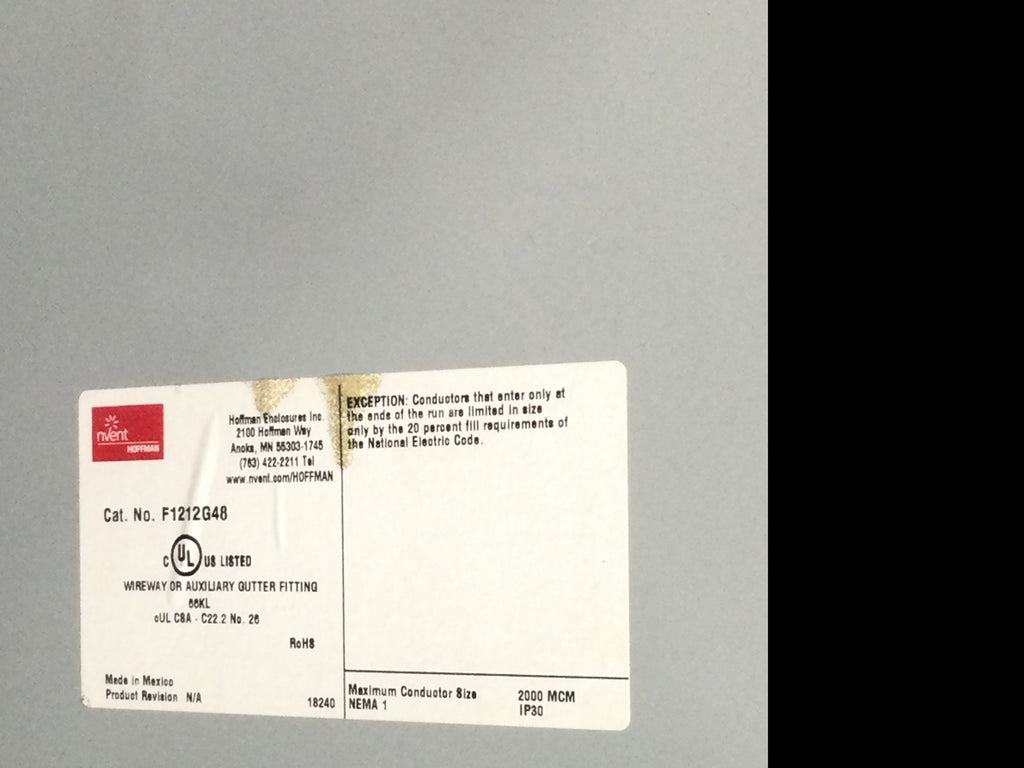 nvent
HOFFMAN
Hoffman Enclosures Inc.
2100 Hoffman Way
Anoka, MN 55303-1745
(763) 422-2211 Tel
www.nvent.com/HOFFMAN
Cat. No. F1212G48
C UL US LISTED
WIREWAY OR AUXILIARY GUTTER FITTING
66KL
cUL CSA - C22.2 No. 26
RoHS
Made in Mexico
Product Revision N/A
18240
EXCEPTION: Conductors that enter only at
the ends of the run are limited in size
only by the 20 percent fill requirements of
the National Electric Code.
Maximum Conductor Size 2000 MCM
NEMA 1 IP30